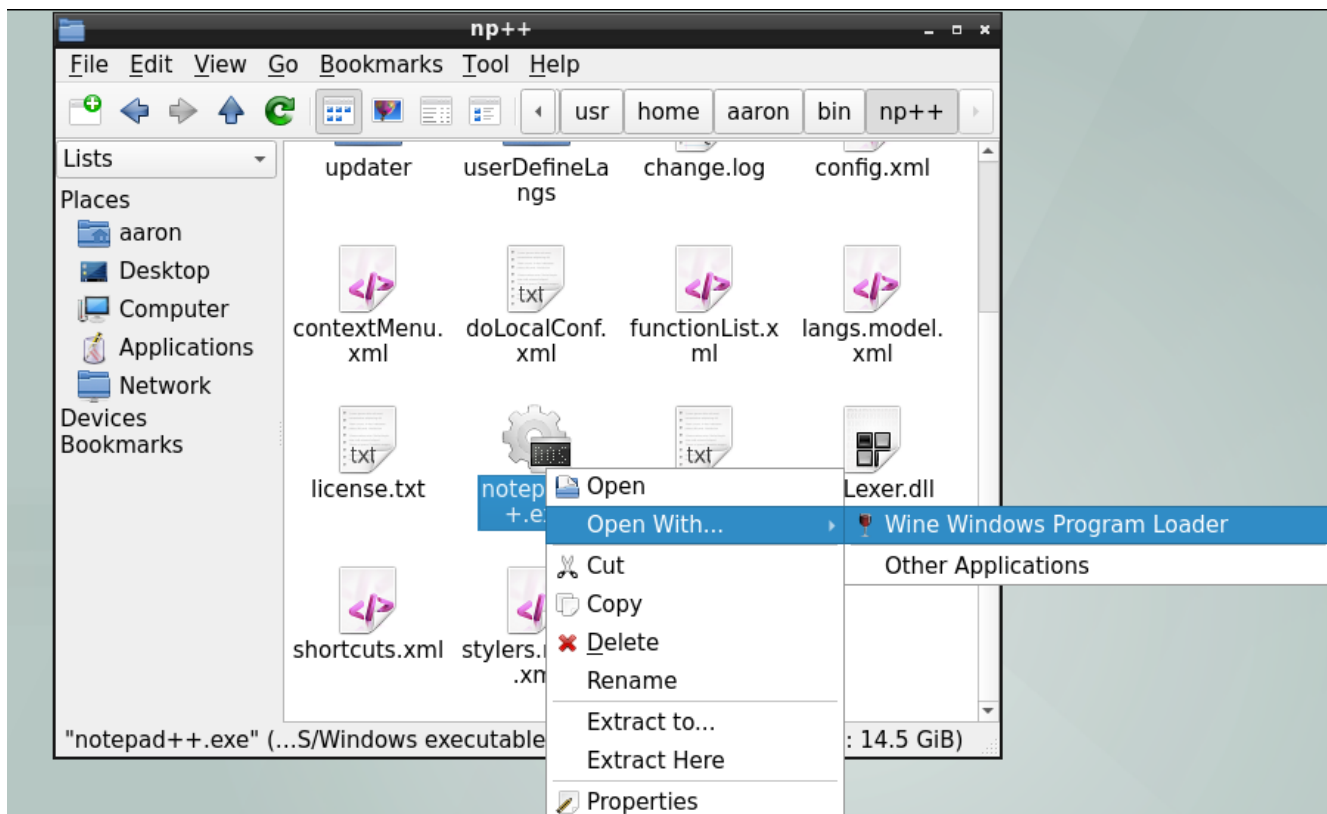 np++
File Edit View Go Bookmarks Tool Help
usr home aaron bin np++
Lists
Places
aaron
Desktop
Computer
Applications
Network
Devices
Bookmarks
updater
userDefineLa
ngs
change.log
config.xml
contextMenu.
xml
doLocalConf.
xml
functionList.x
ml
langs.model.
xml
txt
txt
txt
license.txt
notep
+.e
Lexer.dll
shortcuts.xml
stylers.
.xm
Open
Open With...
Cut
Copy
Delete
Rename
Extract to...
Extract Here
Properties
Wine Windows Program Loader
Other Applications
"notepad++.exe" (...S/Windows executable
: 14.5 GiB)